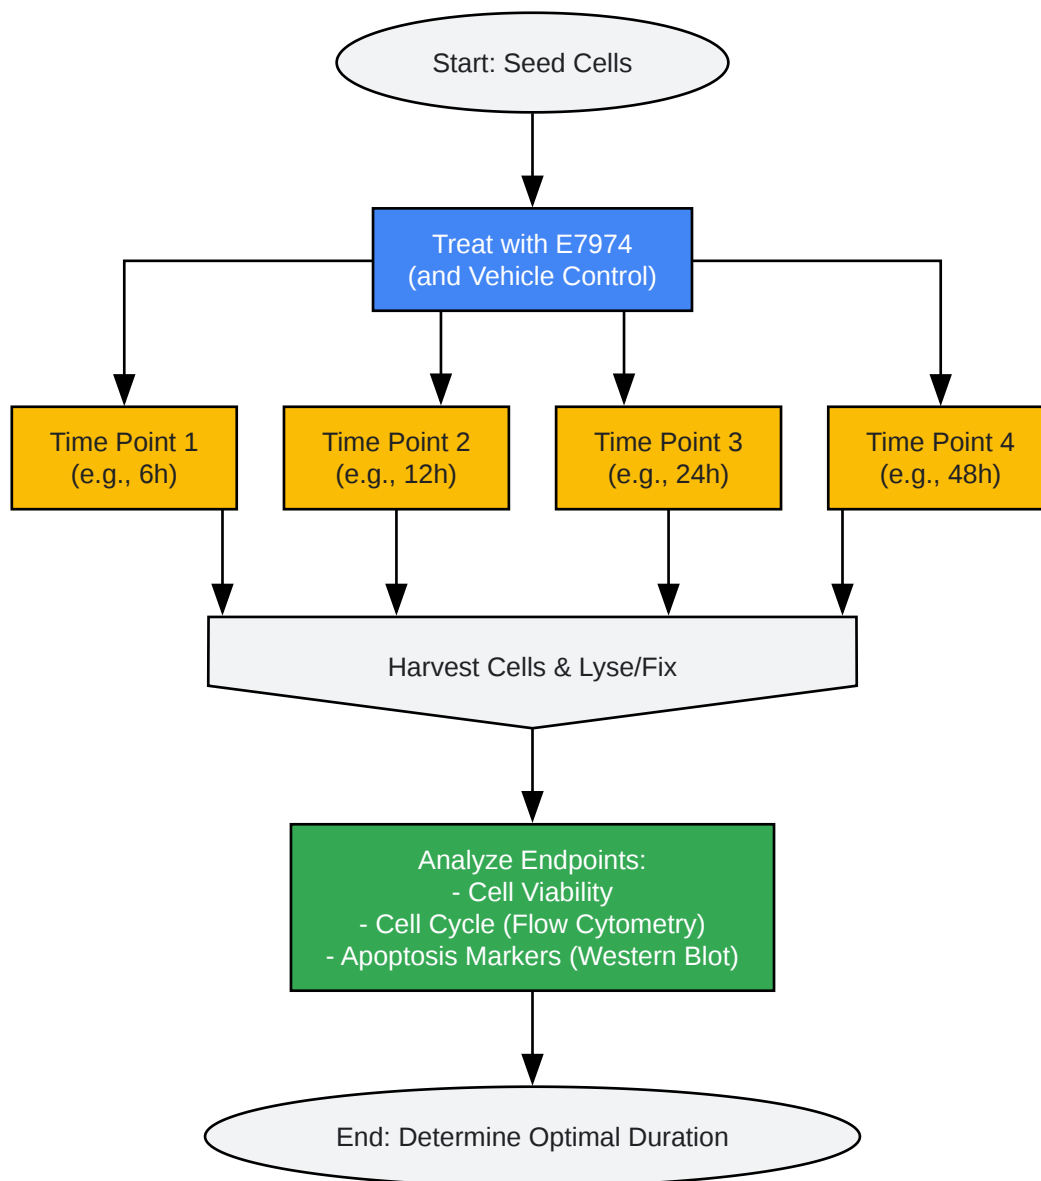 Start: Seed Cells
Treat with E7974
(and Vehicle Control)
Time Point 1
(e.g., 6h)
Time Point 2
(e.g., 12h)
Time Point 3
(e.g., 24h)
Time Point 4
(e.g., 48h)
Harvest Cells & Lyse/Fix
Analyze Endpoints:
- Cell Viability
- Cell Cycle (Flow Cytometry)
- Apoptosis Markers (Western Blot)
End: Determine Optimal Duration